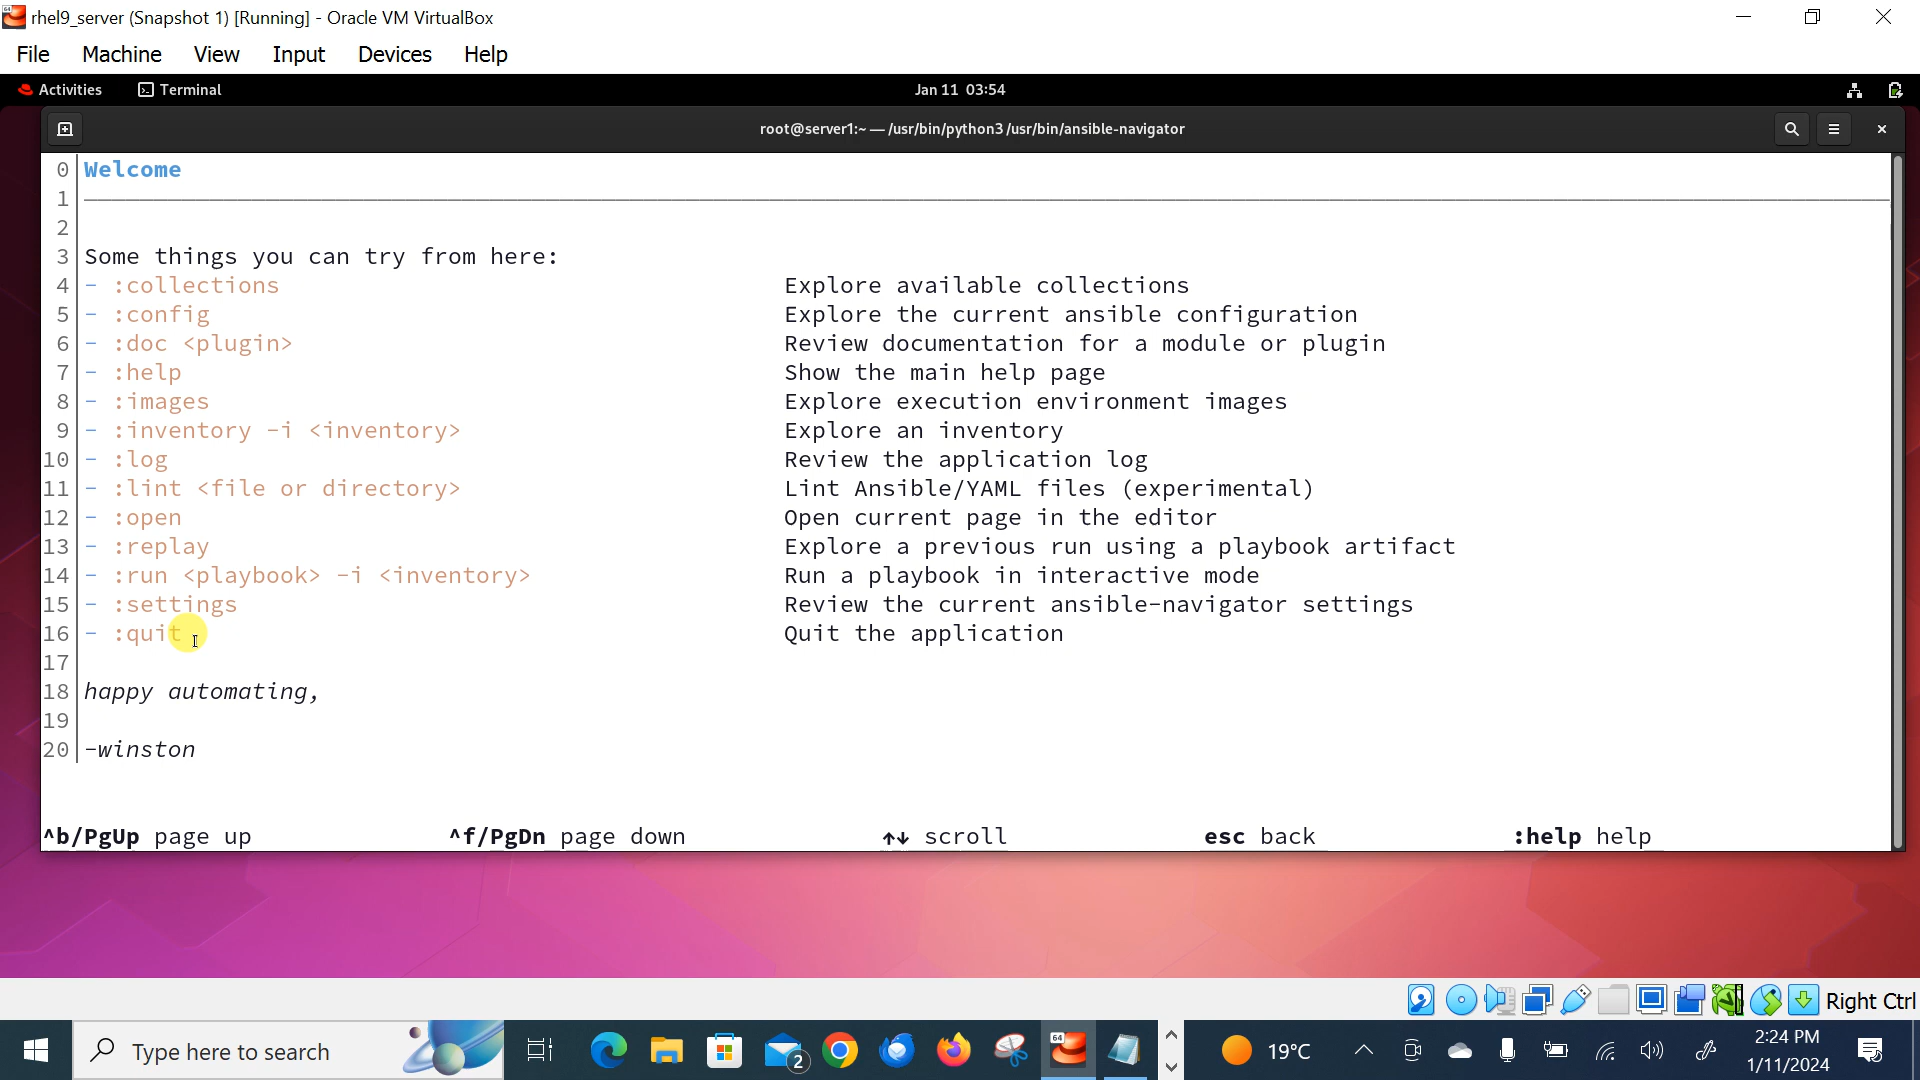 rhel9_server (Snapshot 1) [Running] - Oracle VM VirtualBox
File Machine View Input Devices Help
Activities Terminal Jan 11 03:54
root@server1:~ — /usr/bin/python3 /usr/bin/ansible-navigator
0 Welcome
1
2
3 Some things you can try from here:
4 - :collections Explore available collections
5 - :config Explore the current ansible configuration
6 - :doc <plugin> Review documentation for a module or plugin
7 - :help Show the main help page
8 - :images Explore execution environment images
9 - :inventory -i <inventory> Explore an inventory
10 - :log Review the application log
11 - :lint <file or directory> Lint Ansible/YAML files (experimental)
12 - :open Open current page in the editor
13 - :replay Explore a previous run using a playbook artifact
14 - :run <playbook> -i <inventory> Run a playbook in interactive mode
15 - :settings Review the current ansible-navigator settings
16 - :quit Quit the application
17
18 happy automating,
19
20 -winston
^b/PgUp page up ^f/PgDn page down ↑↓ scroll esc back :help help
Right Ctrl
Type here to search 2 64 19°C 2:24 PM
1/11/2024